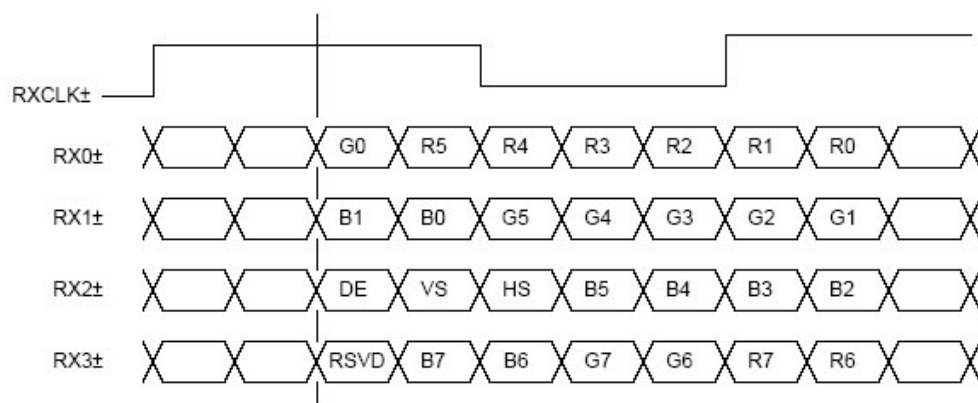 RXCLK±
RX0± G0 R5 R4 R3 R2 R1 R0
RX1± B1 B0 G5 G4 G3 G2 G1
RX2± DE VS HS B5 B4 B3 B2
RX3± RSVD B7 B6 G7 G6 R7 R6